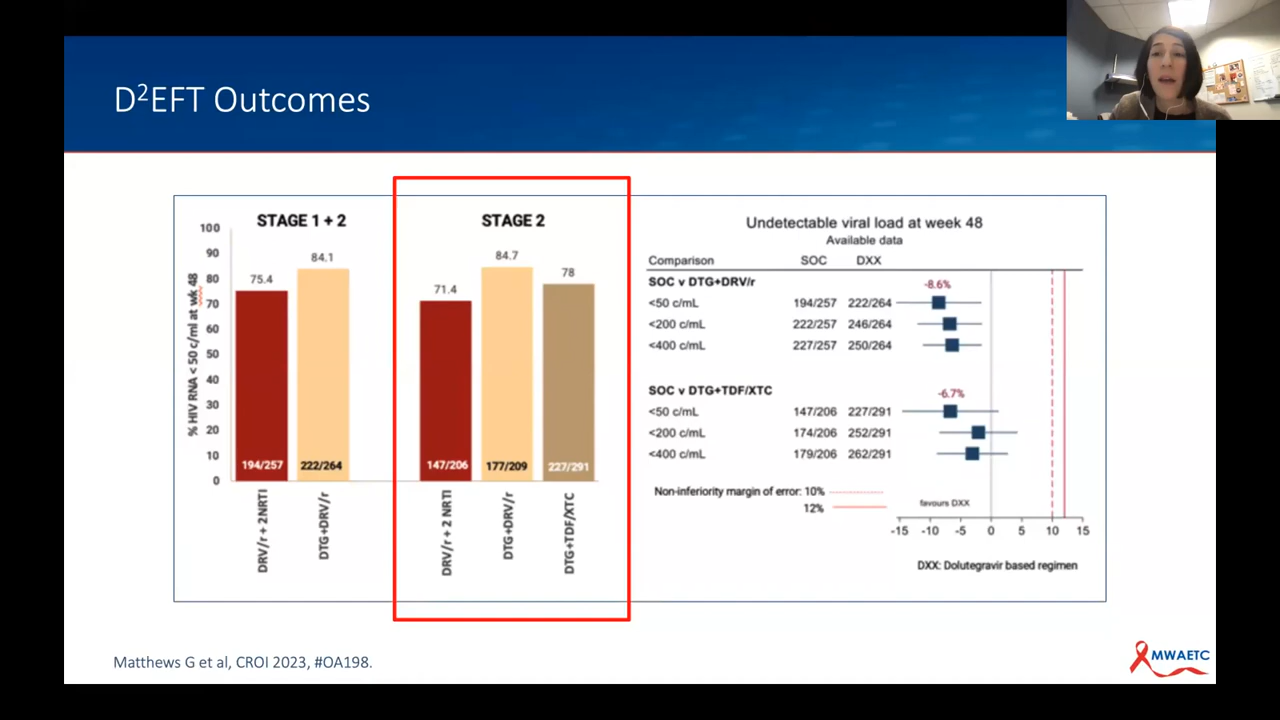 D²EFT Outcomes
STAGE 1 + 2
STAGE 2
% HIV RNA < 50 c/ml at wk 48
100
90
80
70
60
50
40
30
20
10
0
75.4
84.1
71.4
84.7
78
194/257
222/264
147/206
177/209
227/291
DRV/r + 2NRTI
DTG+DRV/r
DRV/r + 2 NRTI
DTG+DRV/r
DTG+TDF/XTC
Undetectable viral load at week 48
Available data
Comparison SOC DXX
SOC v DTG+DRV/r -8.6%
<50 c/mL 194/257 222/264
<200 c/mL 222/257 246/264
<400 c/mL 227/257 250/264
SOC v DTG+TDF/XTC -6.7%
<50 c/mL 147/206 227/291
<200 c/mL 174/206 252/291
<400 c/mL 179/206 262/291
Non-inferiority margin of error: 10%
12%
favours DXX
-15 -10 -5 0 5 10 15
DXX: Dolutegravir based regimen
Matthews G et al, CROI 2023, #OA198.
MWAETC